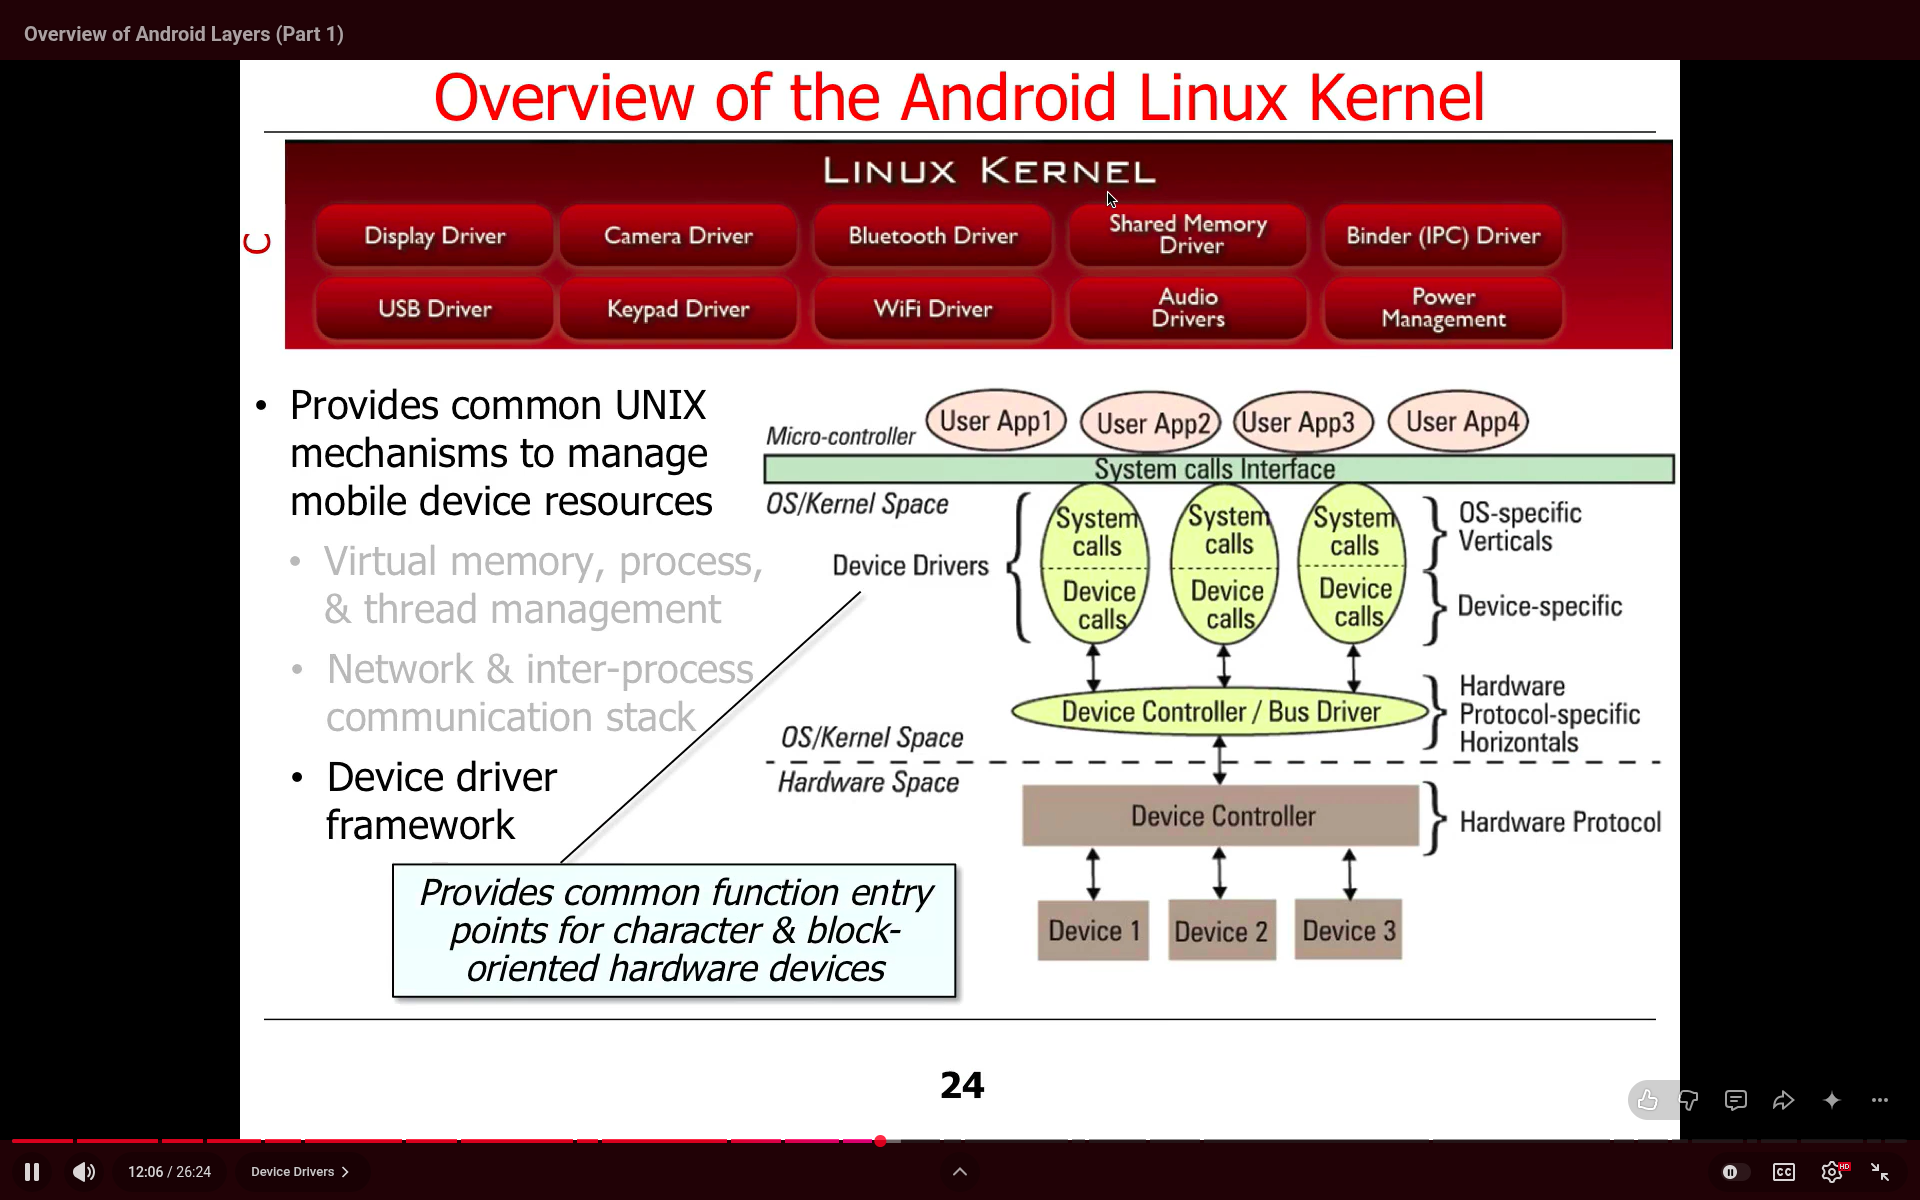 Overview of Android Layers (Part 1)
Overview of the Android Linux Kernel
LINUX KERNEL
C
Display Driver
Camera Driver
Bluetooth Driver
Shared Memory
Driver
Binder (IPC) Driver
USB Driver
Keypad Driver
WiFi Driver
Audio
Drivers
Power
Management
• Provides common UNIX
mechanisms to manage
mobile device resources
• Virtual memory, process,
& thread management
• Network & inter-process
communication stack
• Device driver
framework
Provides common function entry
points for character & block-
oriented hardware devices
Micro-controller
User App1
User App2
User App3
User App4
System calls Interface
OS/Kernel Space
Device Drivers
System
calls
Device
calls
System
calls
Device
calls
System
calls
Device
calls
OS-specific
Verticals
Device-specific
Device Controller / Bus Driver
Hardware
Protocol-specific
Horizontals
OS/Kernel Space
Hardware Space
Device Controller
Hardware Protocol
Device 1
Device 2
Device 3
24
12:06 / 26:24
Device Drivers
CC
HD